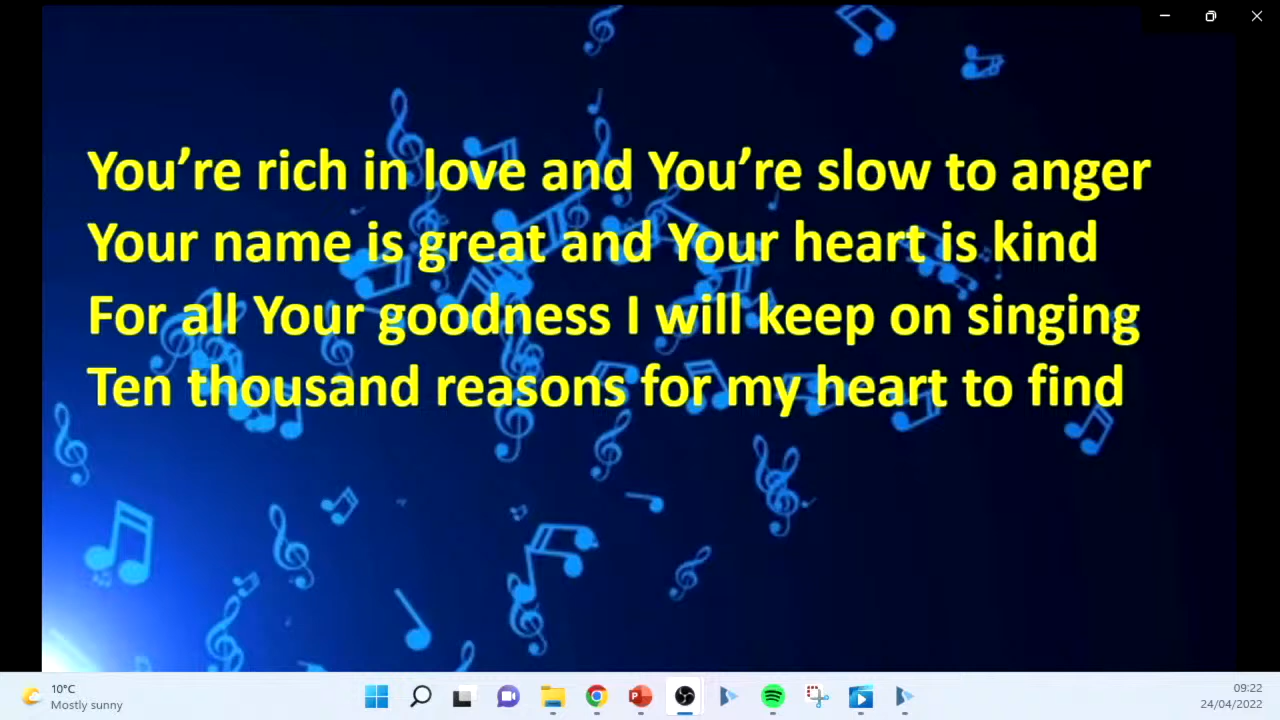 You’re rich in love and You’re slow to anger
Your name is great and Your heart is kind
For all Your goodness I will keep on singing
Ten thousand reasons for my heart to find
10°C
Mostly sunny
09:22
24/04/2022